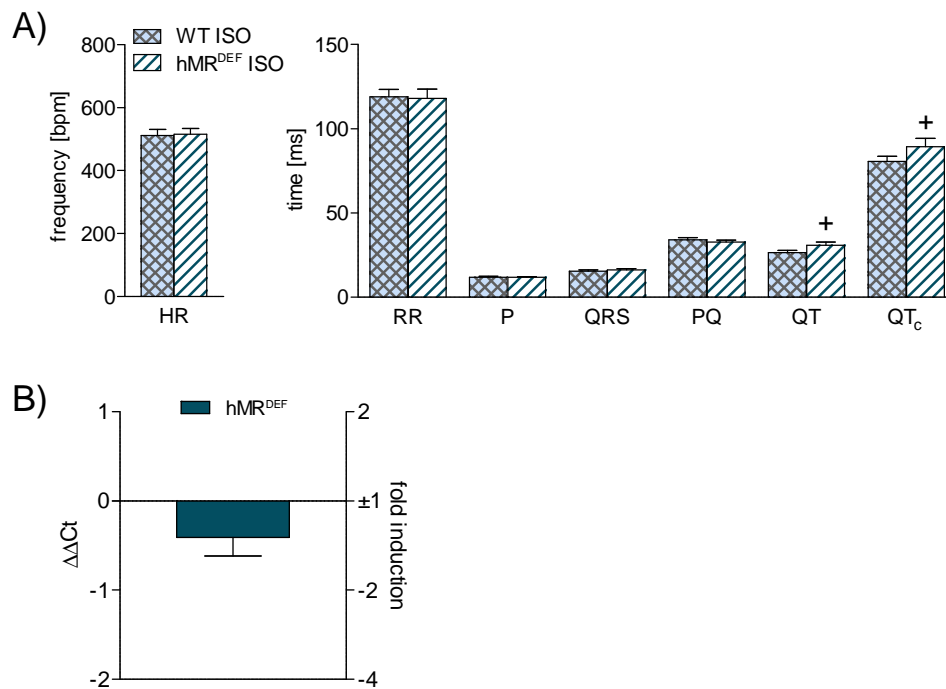 A)
WT ISO
hMR^DEF ISO
frequency [bpm]
800
600
400
200
0
HR
time [ms]
150
100
50
0
+
+
RR P QRS PQ QT QT_c
B)
hMR^DEF
ΔΔCt
1
0
-1
-2
2
±1
-2
-4
fold induction